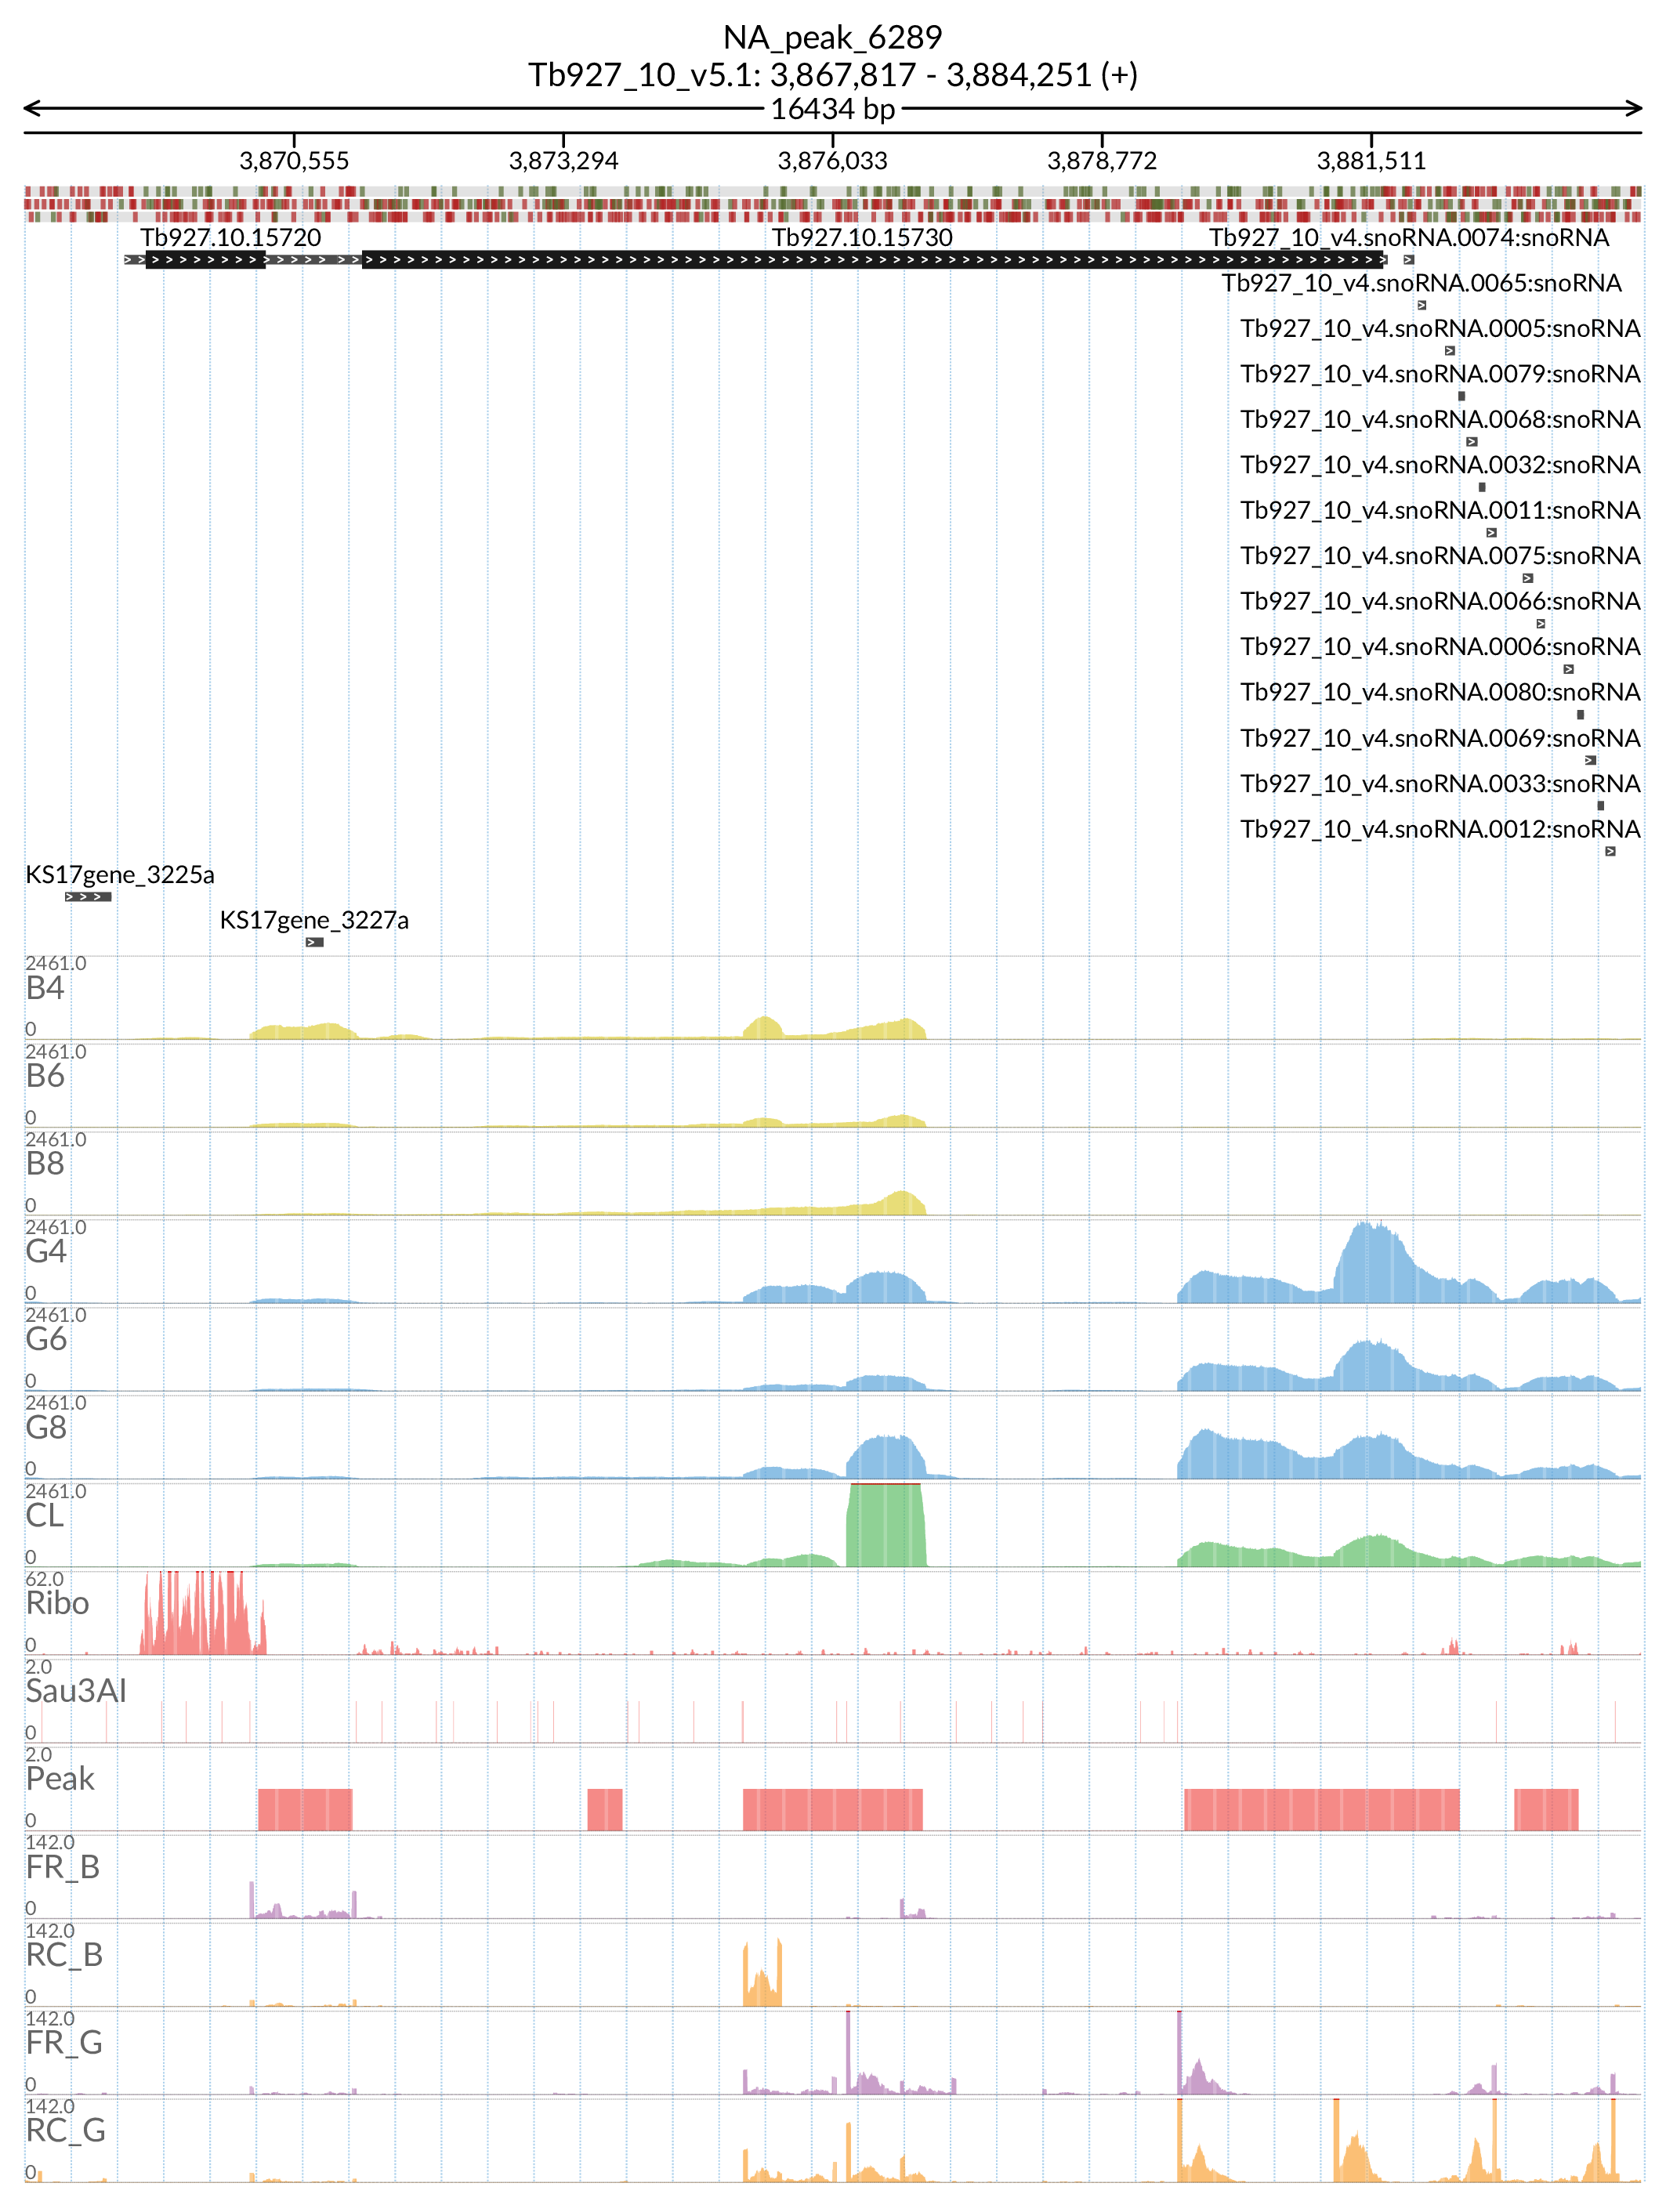 NA_peak_6289
Tb927_10_v5.1: 3,867,817 - 3,884,251 (+)
16434 bp
3,870,555 3,873,294 3,876,033 3,878,772 3,881,511
Tb927.10.15720 Tb927.10.15730 Tb927_10_v4.snoRNA.0074:snoRNA
Tb927_10_v4.snoRNA.0065:snoRNA
Tb927_10_v4.snoRNA.0005:snoRNA
Tb927_10_v4.snoRNA.0079:snoRNA
Tb927_10_v4.snoRNA.0068:snoRNA
Tb927_10_v4.snoRNA.0032:snoRNA
Tb927_10_v4.snoRNA.0011:snoRNA
Tb927_10_v4.snoRNA.0075:snoRNA
Tb927_10_v4.snoRNA.0066:snoRNA
Tb927_10_v4.snoRNA.0006:snoRNA
Tb927_10_v4.snoRNA.0080:snoRNA
Tb927_10_v4.snoRNA.0069:snoRNA
Tb927_10_v4.snoRNA.0033:snoRNA
Tb927_10_v4.snoRNA.0012:snoRNA
KS17gene_3225a
KS17gene_3227a
2461.0
B4
0
2461.0
B6
0
2461.0
B8
0
2461.0
G4
0
2461.0
G6
0
2461.0
G8
0
2461.0
CL
0
62.0
Ribo
0
2.0
Sau3AI
0
2.0
Peak
0
142.0
FR_B
0
142.0
RC_B
0
142.0
FR_G
0
142.0
RC_G
0